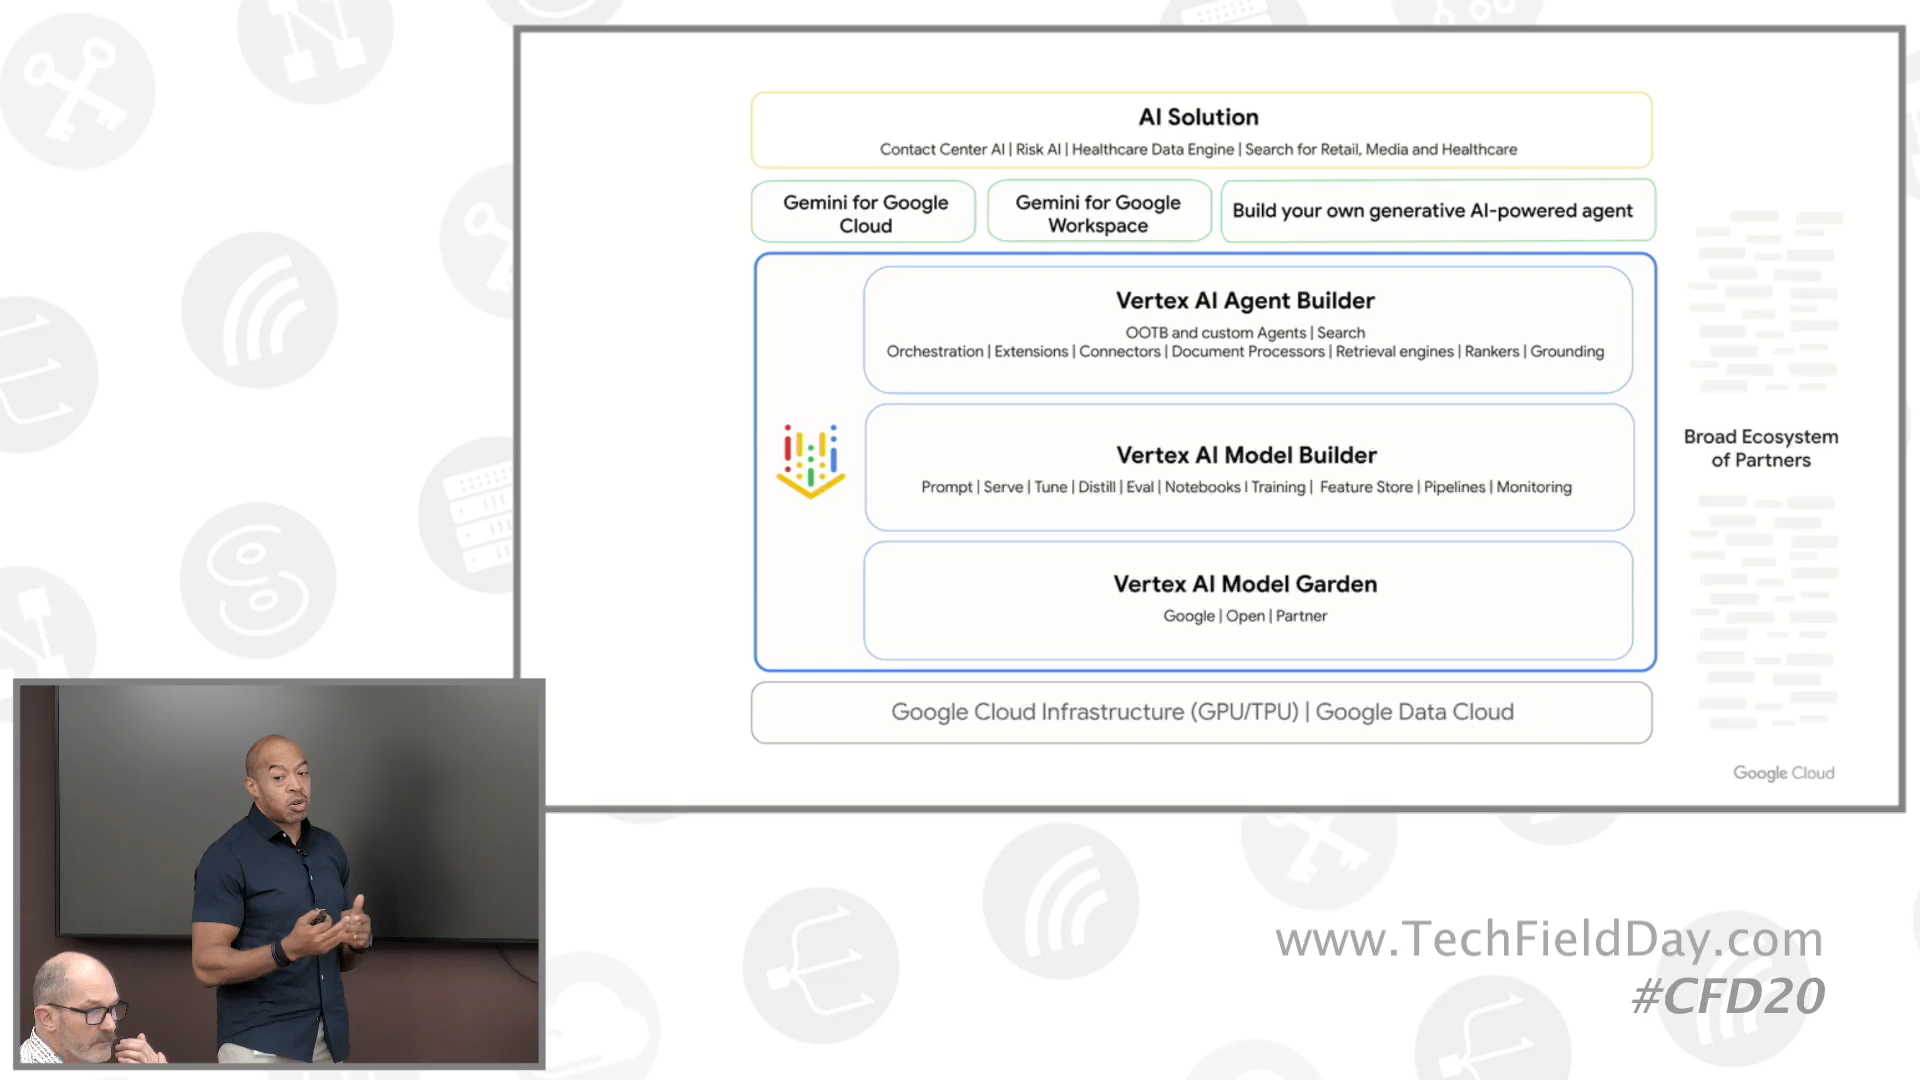 AI Solution
Contact Center AI | Risk AI | Healthcare Data Engine | Search for Retail, Media and Healthcare
Gemini for Google
Cloud
Gemini for Google
Workspace
Build your own generative AI-powered agent
Vertex AI Agent Builder
OOTB and custom Agents | Search
Orchestration | Extensions | Connectors | Document Processors | Retrieval engines | Rankers | Grounding
Vertex AI Model Builder
Prompt | Serve | Tune | Distill | Eval | Notebooks I Training | Feature Store | Pipelines | Monitoring
Vertex AI Model Garden
Google | Open | Partner
Google Cloud Infrastructure (GPU/TPU) | Google Data Cloud
Broad Ecosystem
of Partners
Google Cloud
www.TechFieldDay.com
#CFD20